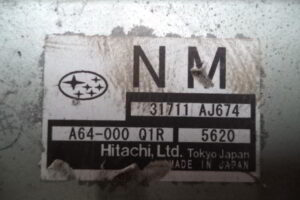 NM
31711 AJ674
A64-000 Q1R 5620
Hitachi, Ltd. Tokyo Japan
MADE IN JAPAN